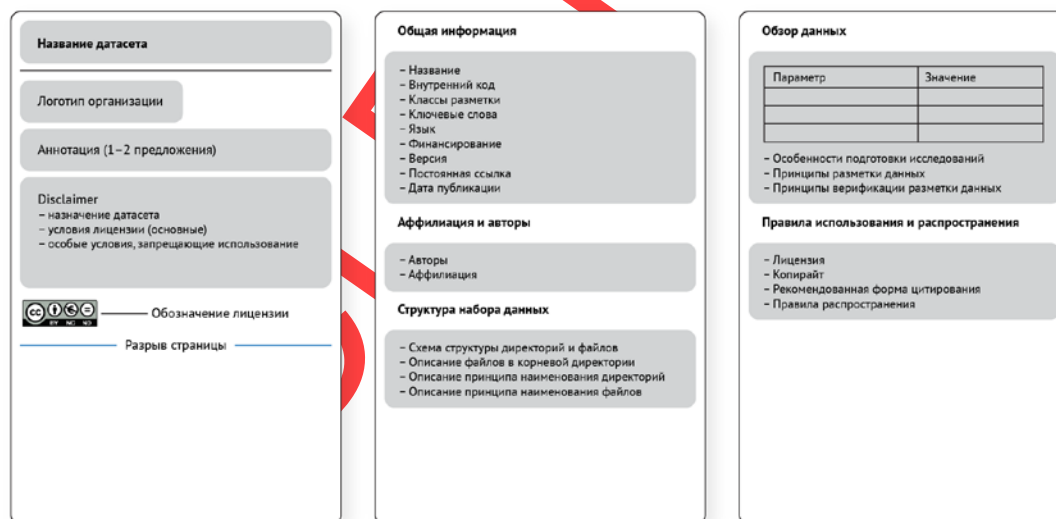 Название датасета
Логотип организации
Аннотация (1–2 предложения)
Disclaimer
– назначение датасета
– условия лицензии (основные)
– особые условия, запрещающие использование
cc BY NC ND
Обозначение лицензии
Разрыв страницы
Общая информация
– Название
– Внутренний код
– Классы разметки
– Ключевые слова
– Язык
– Финансирование
– Версия
– Постоянная ссылка
– Дата публикации
Аффилиация и авторы
– Авторы
– Аффилиация
Структура набора данных
– Схема структуры директорий и файлов
– Описание файлов в корневой директории
– Описание принципа наименования директорий
– Описание принципа наименования файлов
Обзор данных
Параметр Значение
– Особенности подготовки исследований
– Принципы разметки данных
– Принципы верификации разметки данных
Правила использования и распространения
– Лицензия
– Копирайт
– Рекомендованная форма цитирования
– Правила распространения